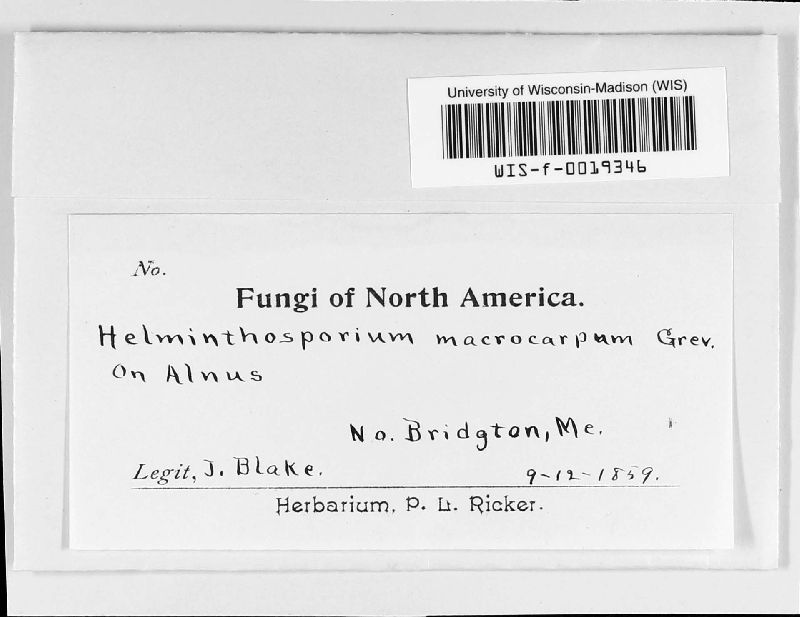 University of Wisconsin-Madison (WIS)
WIS-f-0019346
No.
Fungi of North America.
Helminthosporium macrocarpum Grev.
On Alnus
No. Bridgton, Me.
Legit, J. Blake.
9-12-1859.
Herbarium, P. L. Ricker.